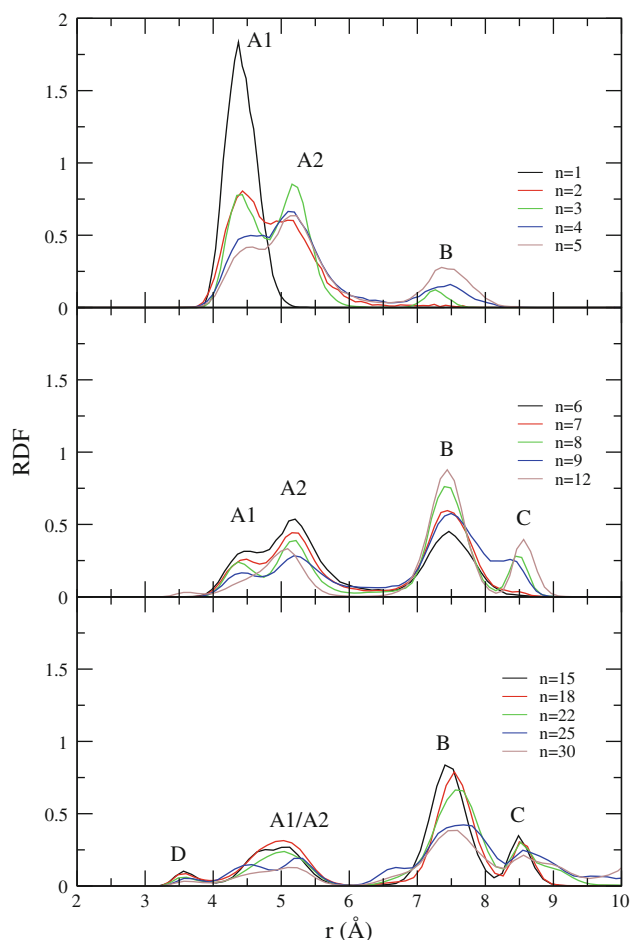 2
A1
1.5
1
A2
n=1
n=2
n=3
n=4
n=5
0.5
B
0
1.5
n=6
n=7
n=8
n=9
n=12
1
B
A2
A1
C
0.5
0
RDF
1.5
n=15
n=18
n=22
n=25
n=30
1
B
0.5
A1/A2
C
D
0
2 3 4 5 6 7 8 9 10
r (Å)